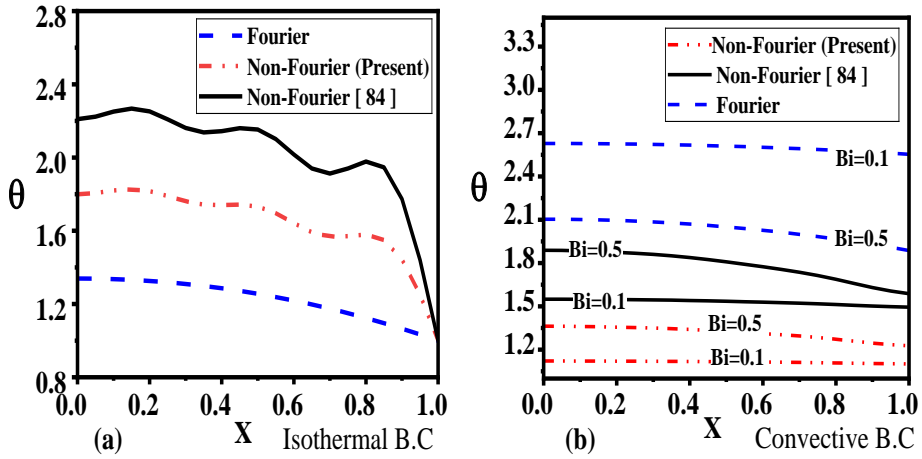 2.8
2.4
2.0
1.6
1.2
0.8
θ
Fourier
Non-Fourier (Present)
Non-Fourier [ 84 ]
0.0 0.2 0.4 0.6 0.8 1.0
(a) X Isothermal B.C
3.3
3.0
2.7
2.4
2.1
1.8
1.5
1.2
θ
Non-Fourier (Present)
Non-Fourier [ 84 ]
Fourier
Bi=0.1
Bi=0.5
Bi=0.5
Bi=0.1
Bi=0.5
Bi=0.1
0.0 0.2 0.4 0.6 0.8 1.0
(b) X Convective B.C